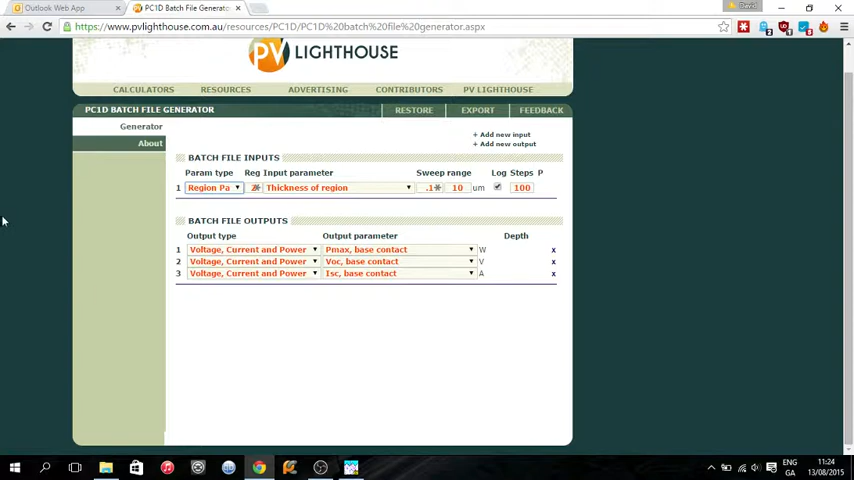 Outlook Web App
PC1D Batch File Generator
David
https://www.pvlighthouse.com.au/resources/PC1D/PC1D%20batch%20file%20generator.aspx
PV LIGHTHOUSE
CALCULATORS RESOURCES ADVERTISING CONTRIBUTORS PV LIGHTHOUSE
PC1D BATCH FILE GENERATOR RESTORE EXPORT FEEDBACK
Generator
About
+ Add new input
+ Add new output
BATCH FILE INPUTS
Param type Reg Input parameter Sweep range Log Steps P
1 Region Pa 2 Thickness of region .1 10 um 100
BATCH FILE OUTPUTS
Output type Output parameter Depth
1 Voltage, Current and Power Pmax, base contact W x
2 Voltage, Current and Power Voc, base contact V x
3 Voltage, Current and Power Isc, base contact A x
ENG 11:24
GA 13/08/2015